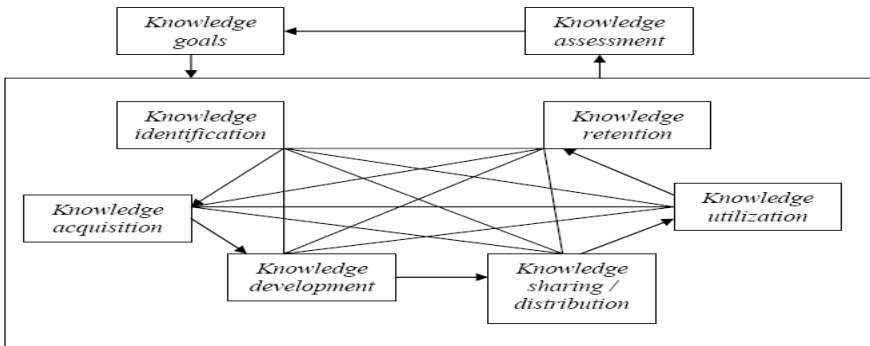 Knowledge
goals
Knowledge
assessment
Knowledge
identification
Knowledge
retention
Knowledge
acquisition
Knowledge
utilization
Knowledge
development
Knowledge
sharing /
distribution